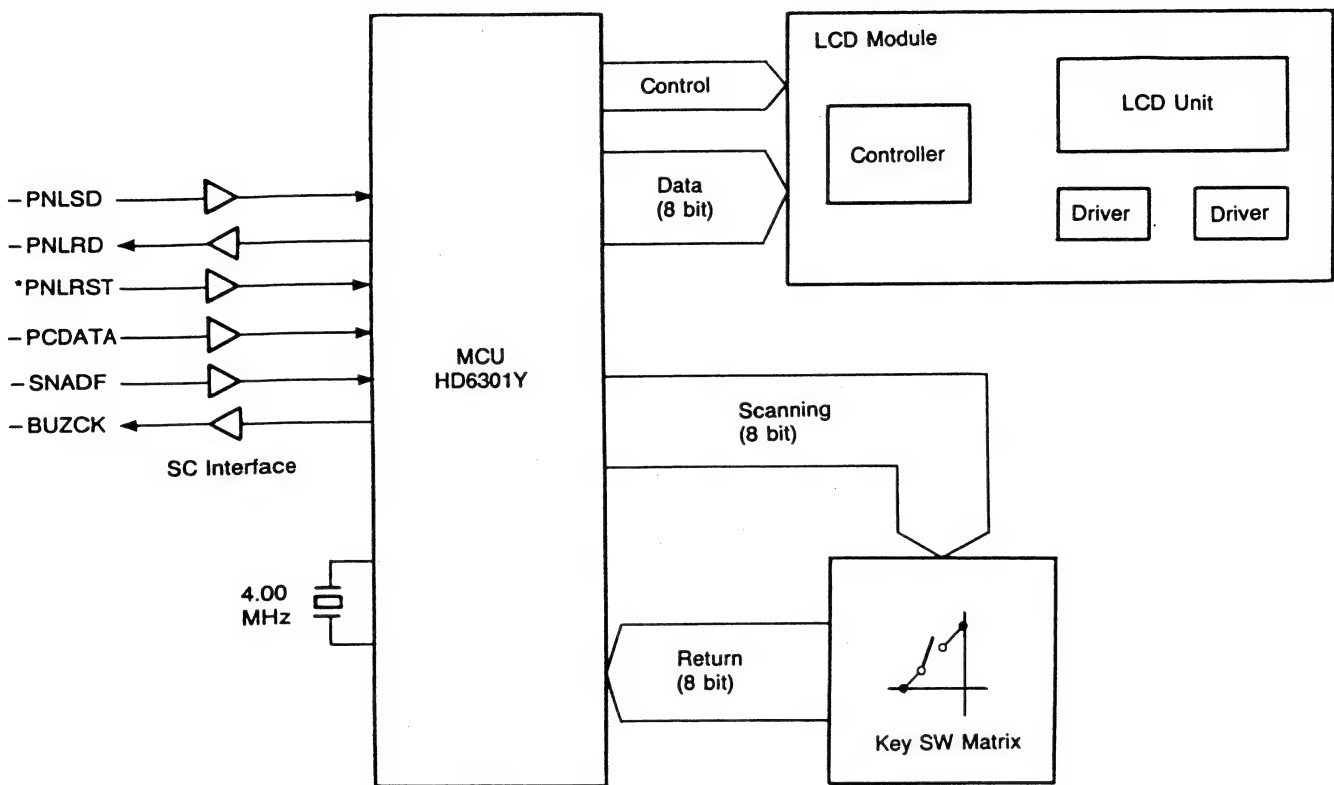 LCD Module
Control
LCD Unit
Controller
Data
(8 bit)
Driver
Driver
–PNLSD
–PNLRD
*PNLRST
–PCDATA
–SNADF
–BUZCK
SC Interface
MCU
HD6301Y
Scanning
(8 bit)
4.00
MHz
Return
(8 bit)
Key SW Matrix